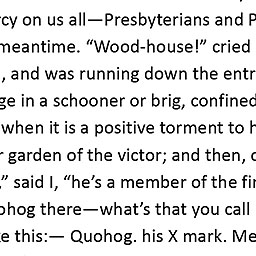 rcy on us all—Presbyterians and P
meantime. “Wood-house!” cried
, and was running down the entr
ge in a schooner or brig, confined
when it is a positive torment to h
r garden of the victor; and then, c
,” said I, “he’s a member of the fir
ohog there—what’s that you call
ke this:— Quohog. his X mark. Me